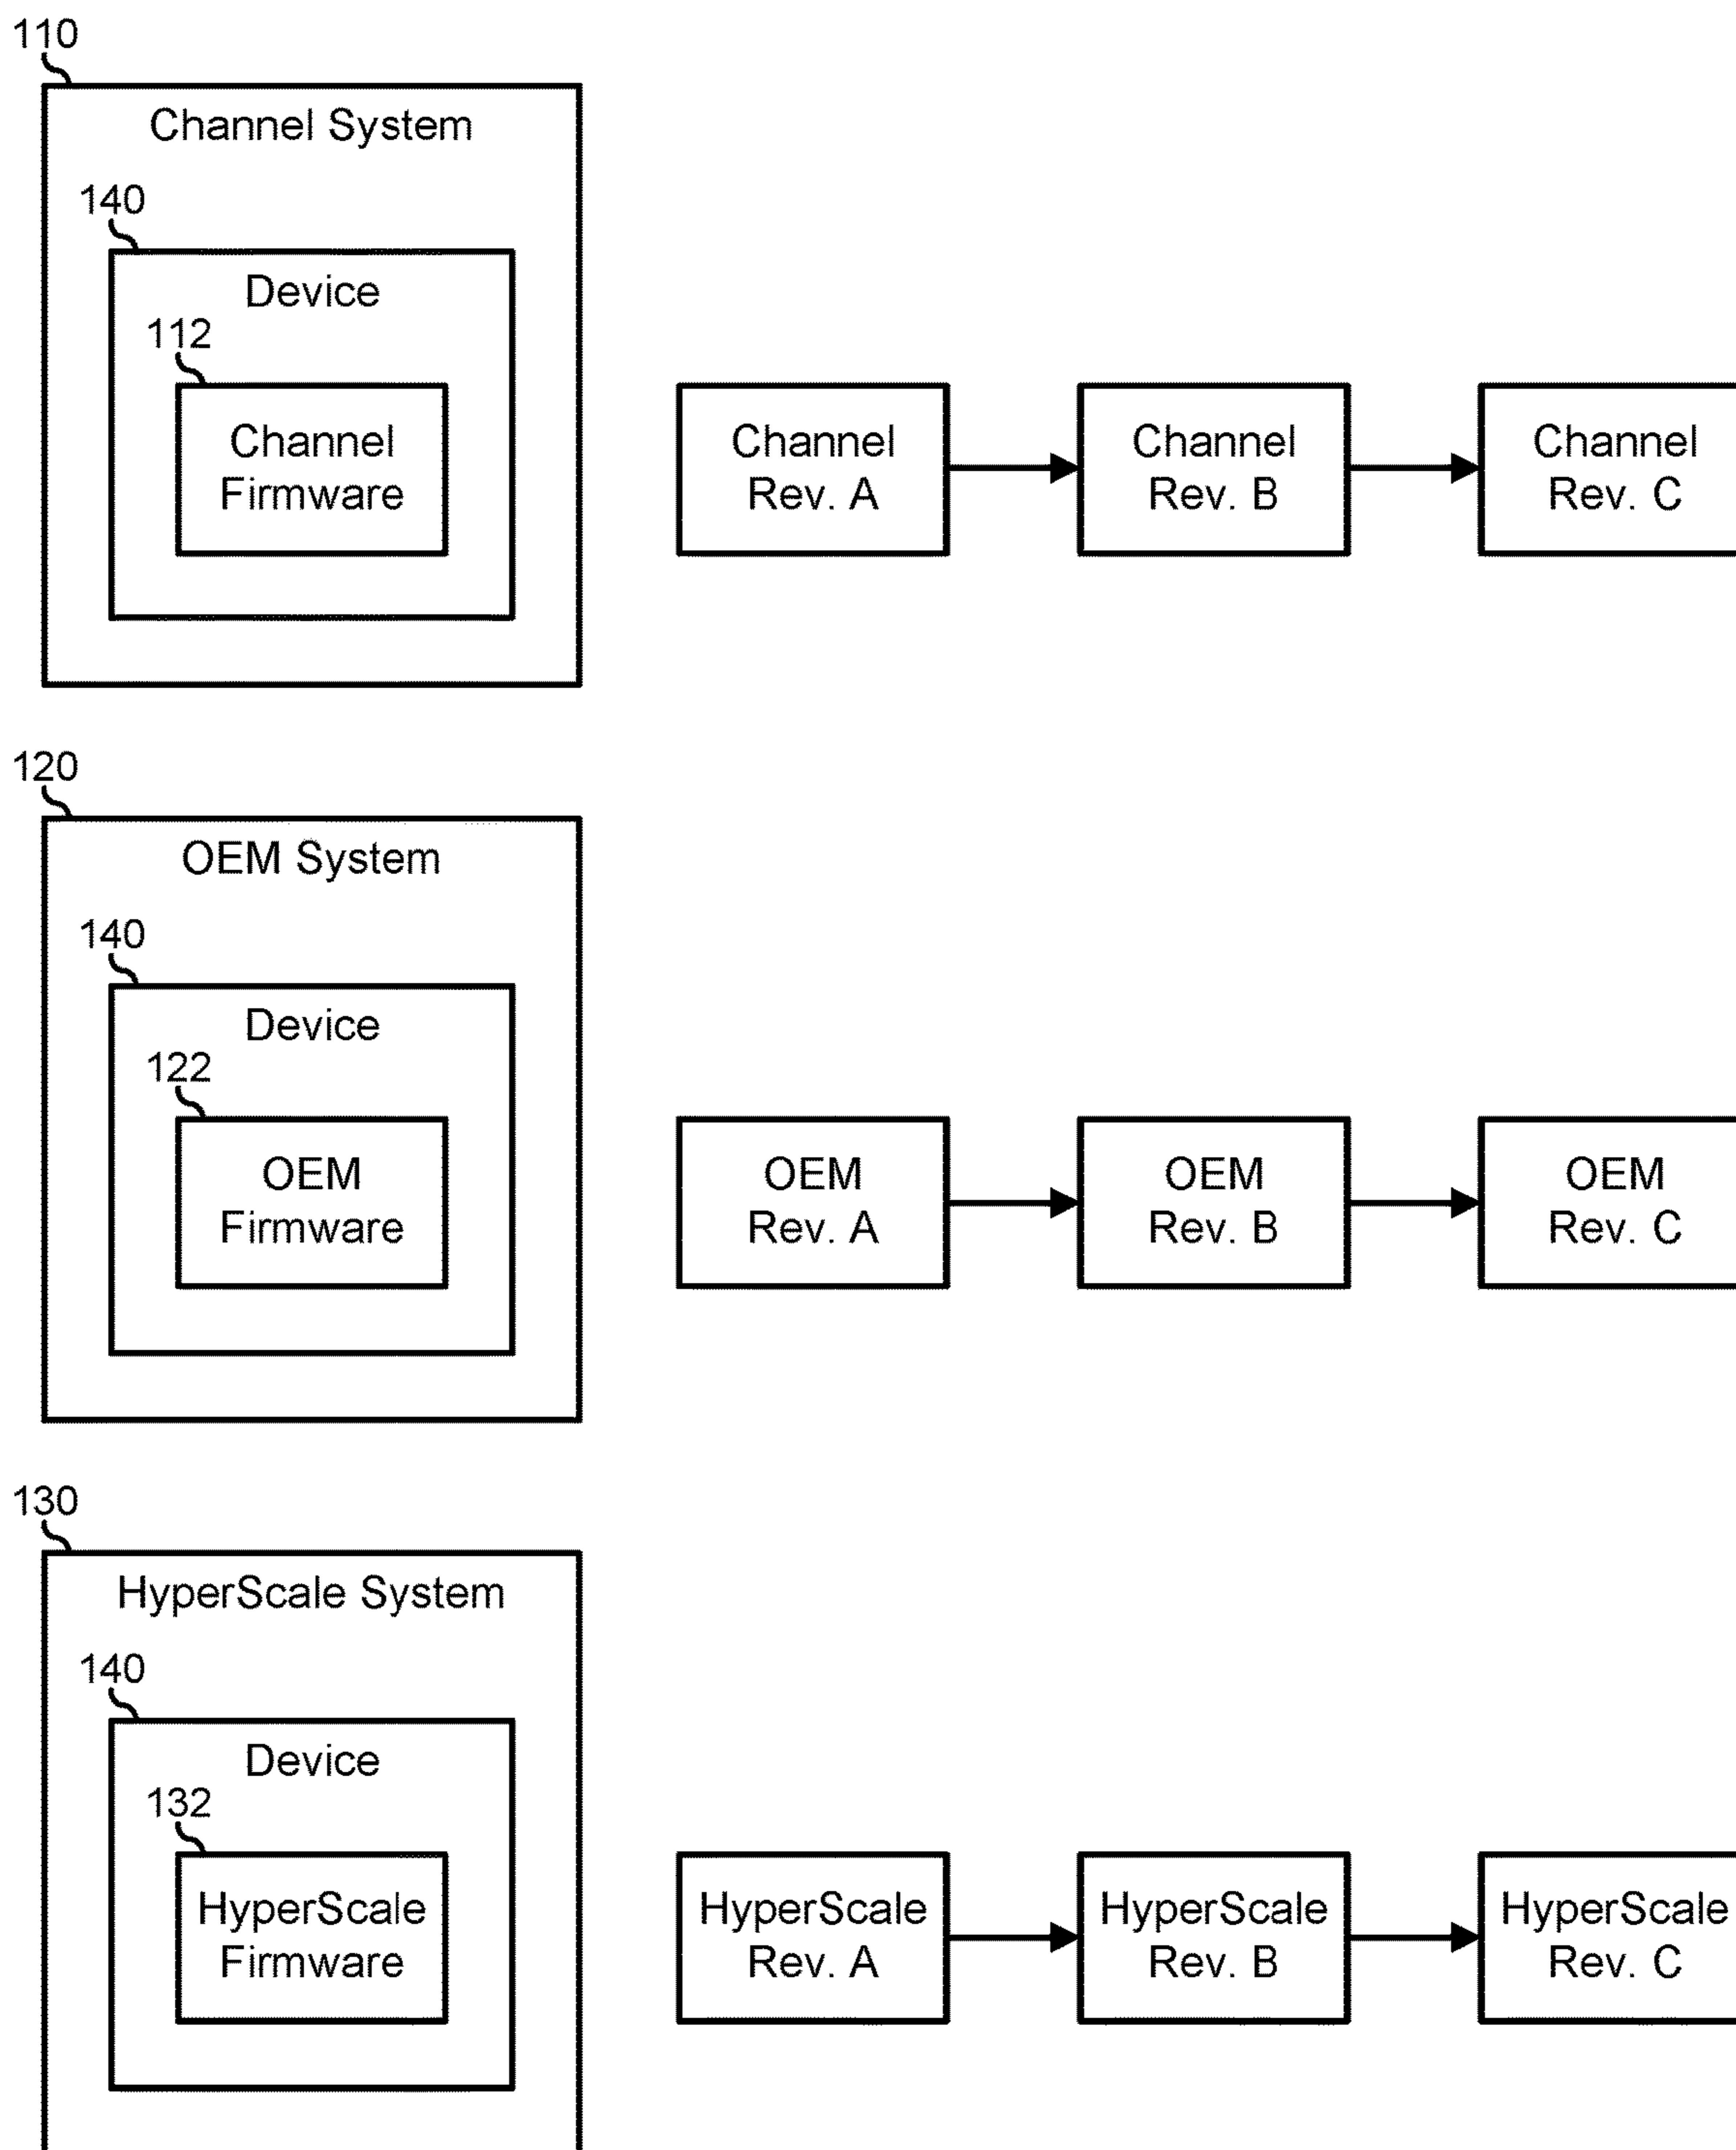 110
Channel System
140
Device
112
Channel
Firmware
Channel
Rev. A
Channel
Rev. B
Channel
Rev. C
120
OEM System
140
Device
122
OEM
Firmware
OEM
Rev. A
OEM
Rev. B
OEM
Rev. C
130
HyperScale System
140
Device
132
HyperScale
Firmware
HyperScale
Rev. A
HyperScale
Rev. B
HyperScale
Rev. C